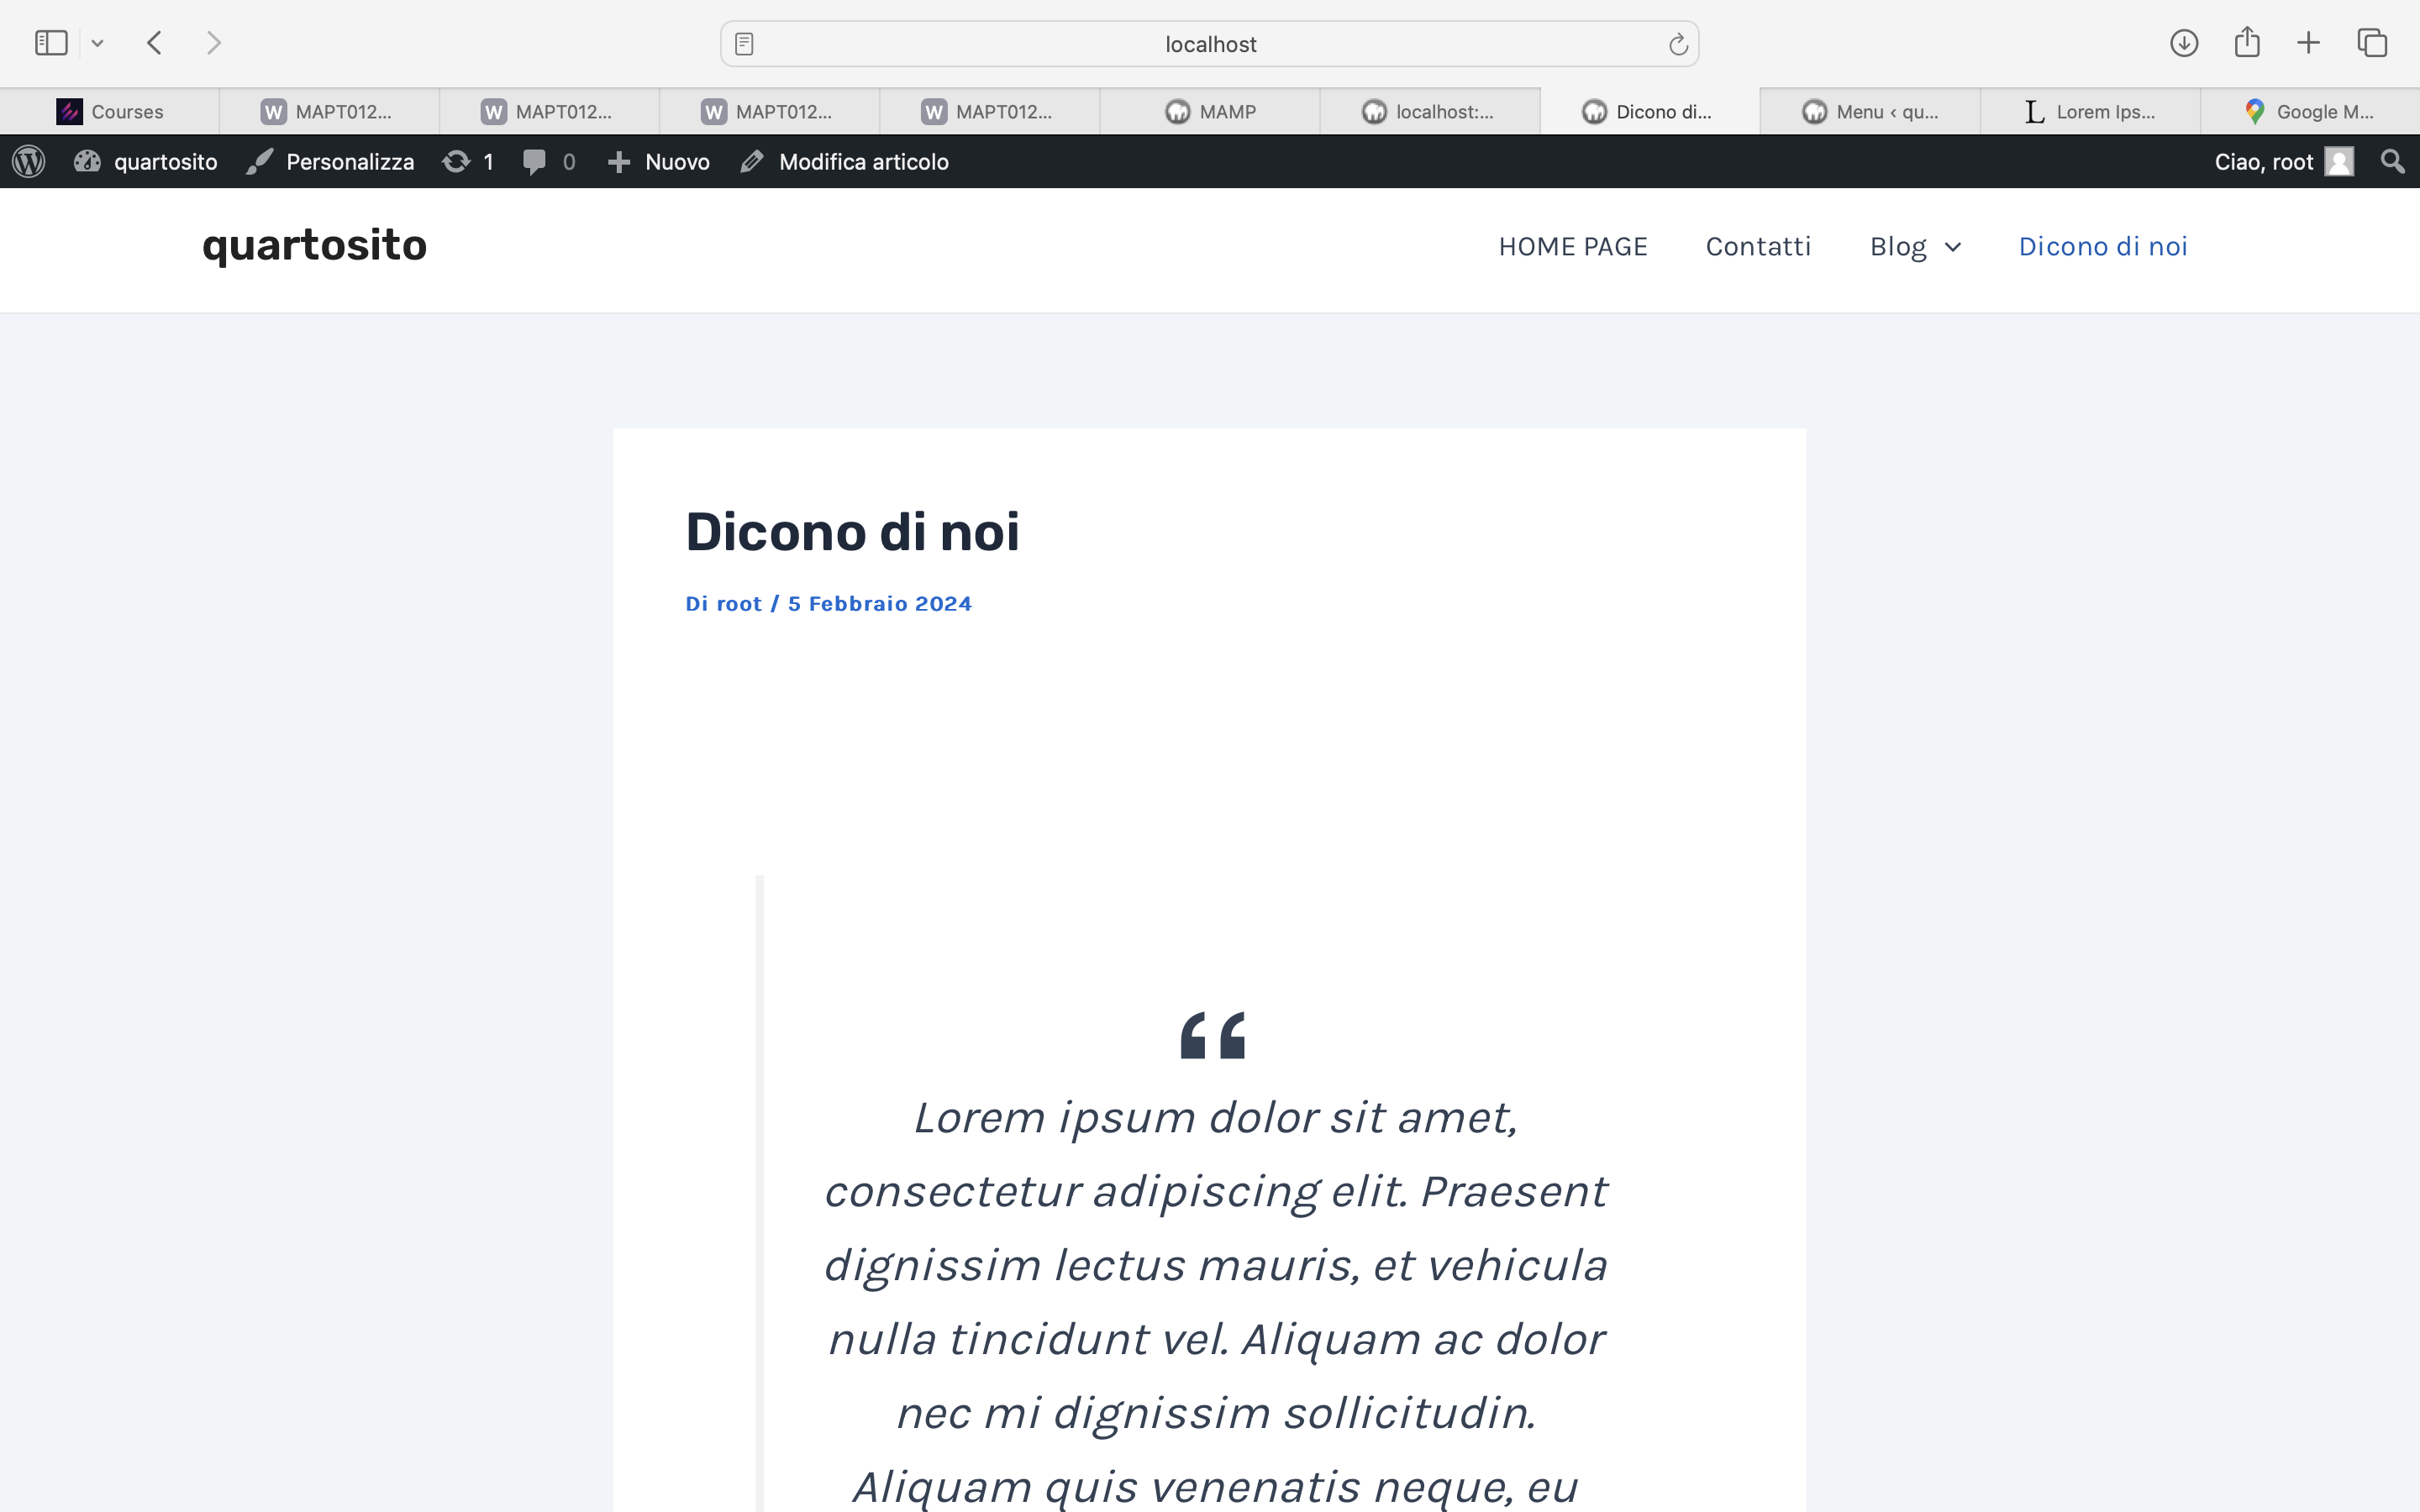 localhost
Courses
W MAPT012...
W MAPT012...
W MAPT012...
W MAPT012...
MAMP
localhost:...
Dicono di...
Menu ‹ qu...
L Lorem Ips...
Google M...
quartosito
Personalizza
1
0
Nuovo
Modifica articolo
Ciao, root
quartosito
HOME PAGE
Contatti
Blog
Dicono di noi
Dicono di noi
Di root / 5 Febbraio 2024
“
Lorem ipsum dolor sit amet,
consectetur adipiscing elit. Praesent
dignissim lectus mauris, et vehicula
nulla tincidunt vel. Aliquam ac dolor
nec mi dignissim sollicitudin.
Aliquam quis venenatis neque, eu